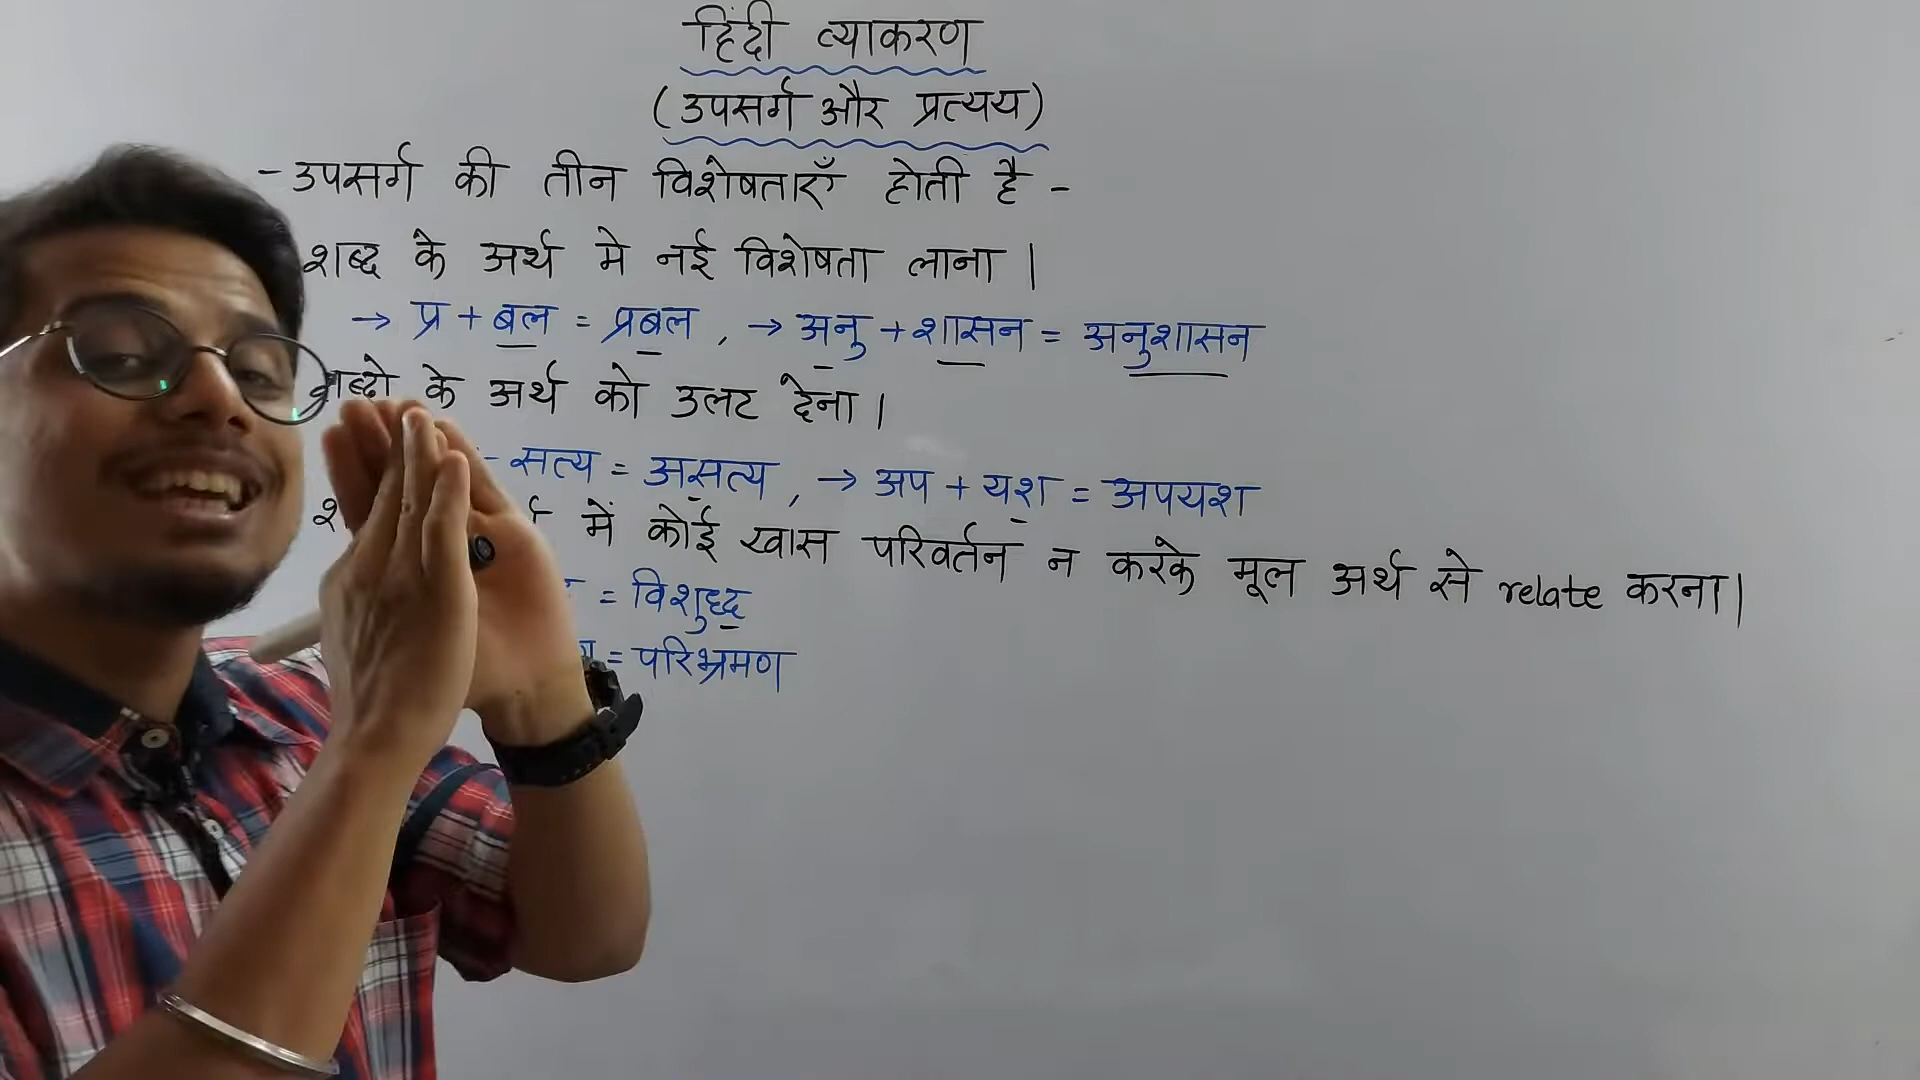 हिंदी व्याकरण
(उपसर्ग और प्रत्यय)
- उपसर्ग की तीन विशेषताएँ होती है -
शब्द के अर्थ मे नई विशेषता लाना |
→ प्र + बल = प्रबल , → अनु + शासन = अनुशासन
के अर्थ को उलट देना |
- सत्य = असत्य , → अप + यश = अपयश
में कोई खास परिवर्तन न करके मूल अर्थ से relate करना |
= विशुद्ध
= परिभ्रमण